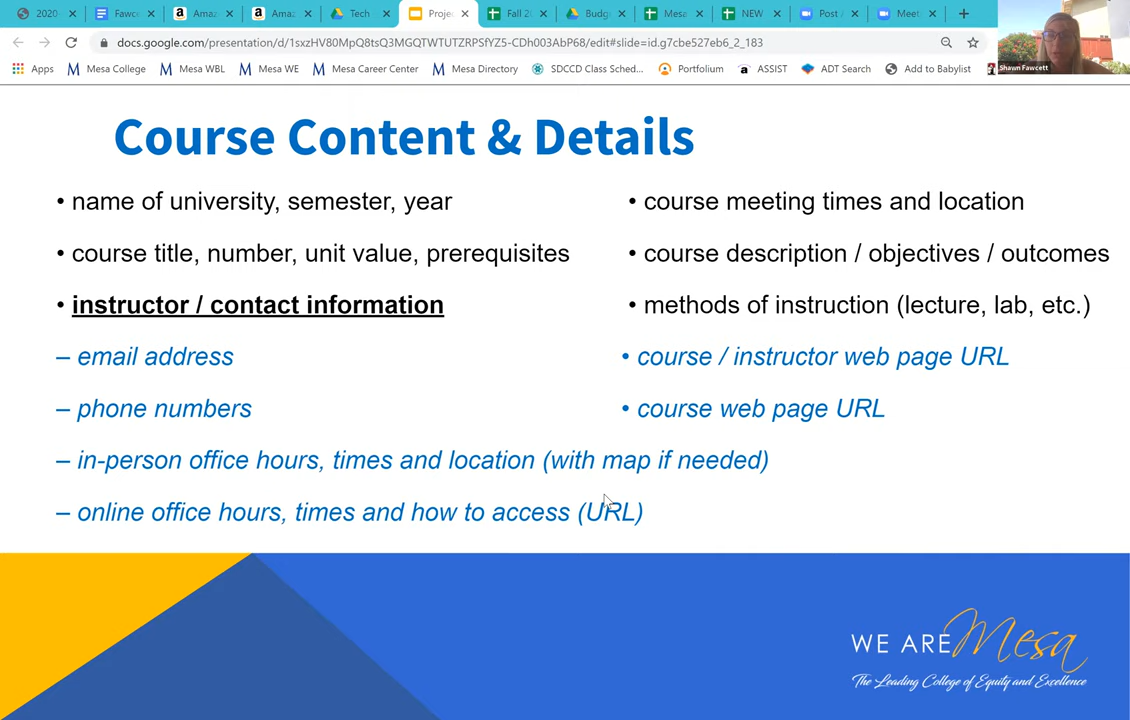 2020-
Fawce
Amaz
Amaz
Tech
Projec
Fall 20
Budg
Mesa
NEW
Post /
Meeti
docs.google.com/presentation/d/1sxzHV80MpQ8tsQ3MGQTWTUTZRPSfYZ5-CDh003AbP68/edit#slide=id.g7cbe527eb6_2_183
Shawn Fawcett
Apps
Mesa College
Mesa WBL
Mesa WE
Mesa Career Center
Mesa Directory
SDCCD Class Sched...
Portfolium
ASSIST
ADT Search
Add to Babylist
Course Content & Details
• name of university, semester, year
• course title, number, unit value, prerequisites
• instructor / contact information
– email address
– phone numbers
– in-person office hours, times and location (with map if needed)
– online office hours, times and how to access (URL)
• course meeting times and location
• course description / objectives / outcomes
• methods of instruction (lecture, lab, etc.)
• course / instructor web page URL
• course web page URL
WE ARE Mesa
The Leading College of Equity and Excellence